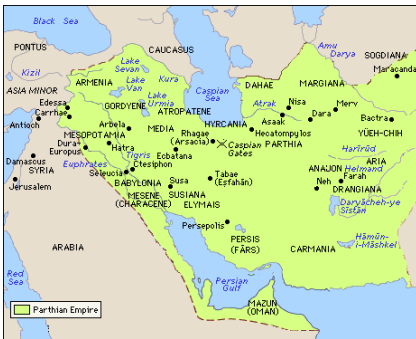 Black Sea
PONTUS
CAUCASUS
Amu
Darya
SOGDIANA
Maracanda
Kizil
ASIA MINOR
ARMENIA
Lake
Sevan
Lake
Van
Kura
Lake
Urmia
Caspian
Sea
DAHAE
MARGIANA
Edessa
Carrhae
GORDYENE
ATROPATENE
Atrak
Nisa
Merv
Antioch
Arbela
MEDIA
HYRCANIA
Asaak
Dara
Bactra
MESOPOTAMIA
Hecatompylos
YÜEH-CHIH
Dura-
Europus
Hatra
Rhagae
(Arsacia)
Caspian
Gates
PARTHIA
Harīrūd
Damascus
SYRIA
Euphrates
Tigris
Ctesiphon
Ecbatana
ARIA
Seleucia
Tabae
(Eşfahān)
ANAJON
Helmand
Farah
Neh
DRANGIANA
Jerusalem
BABYLONIA
Susa
MESENE
(CHARACENE)
SUSIANA
ELYMAIS
Daryācheh-ye
Sīstān
Persepolis
ARABIA
PERSIS
(FĀRS)
CARMANIA
Hāmūn-
i-Māshkel
Red
Sea
Persian
Gulf
Parthian Empire
MAZUN
(OMAN)